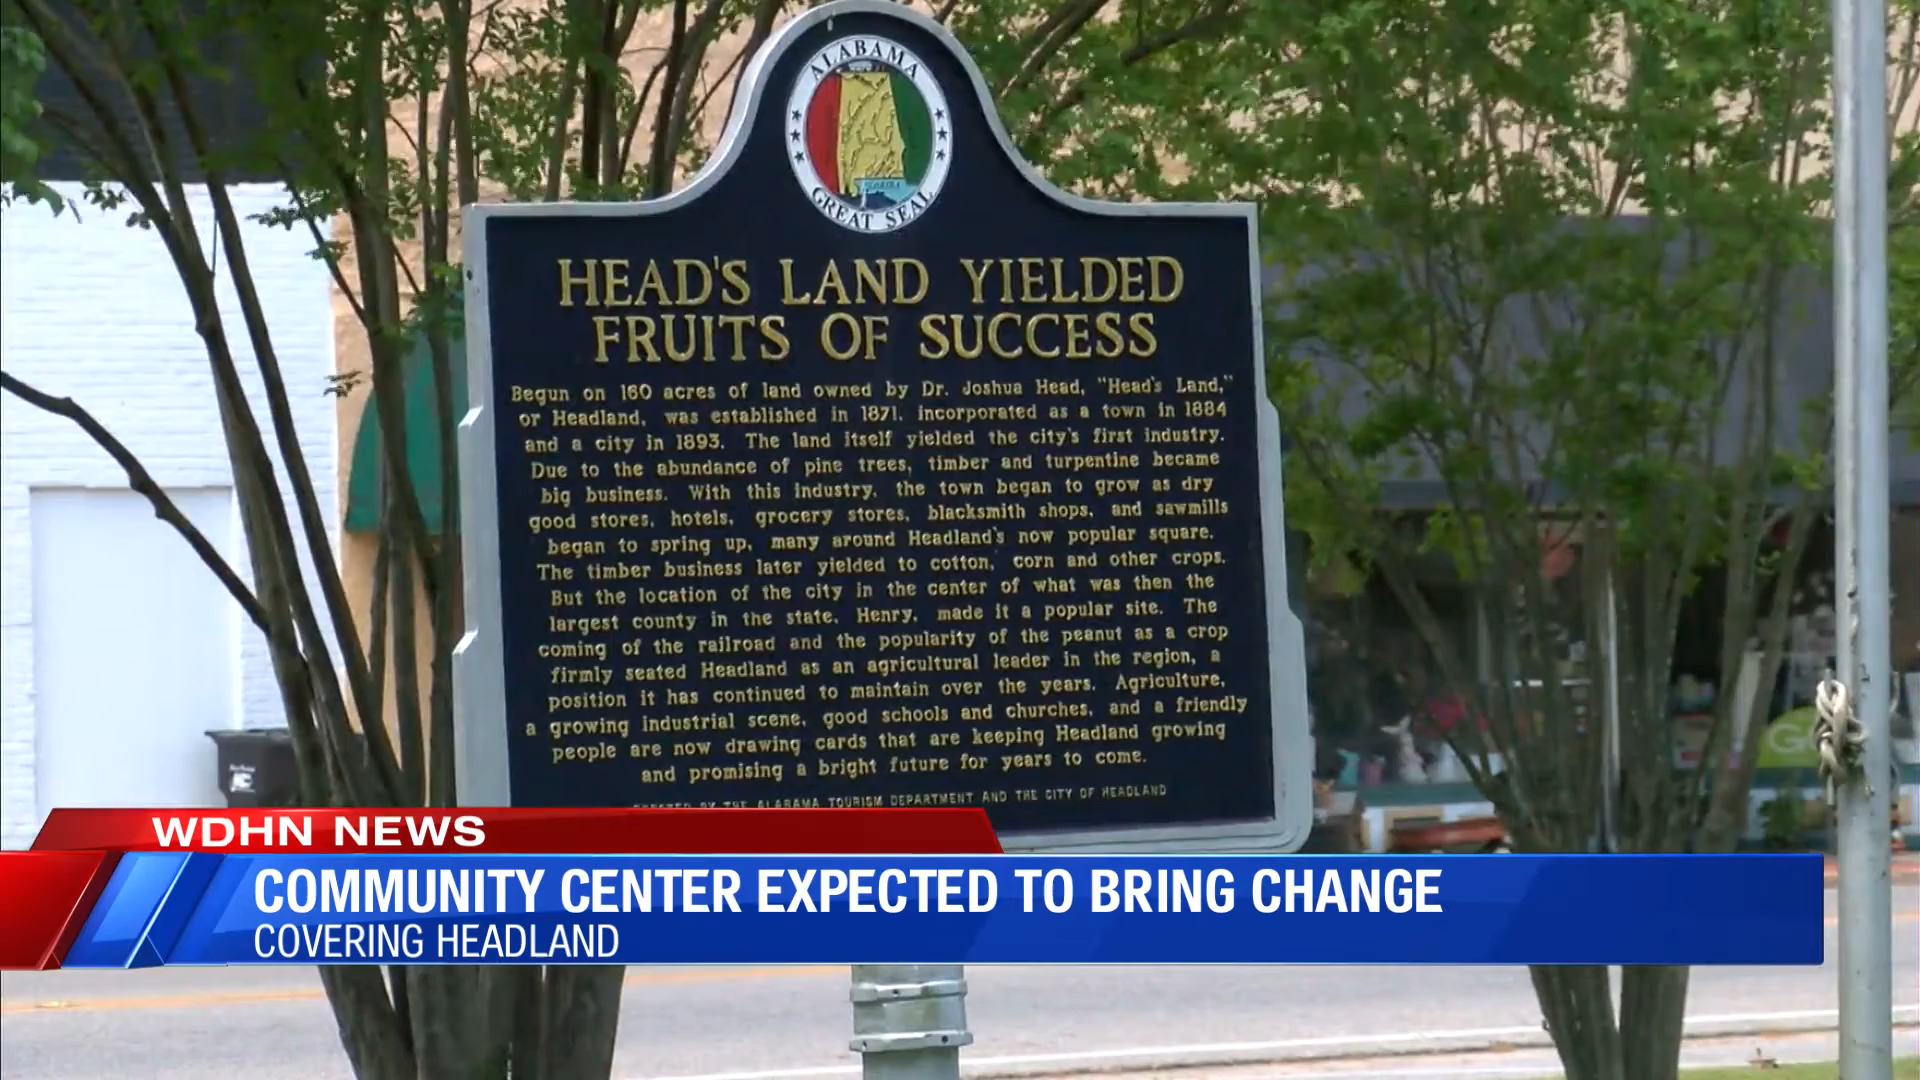 ALABAMA
GREAT SEAL
HEAD'S LAND YIELDED
FRUITS OF SUCCESS
Begun on 160 acres of land owned by Dr. Joshua Head, "Head's Land,"
or Headland, was established in 1871, incorporated as a town in 1884
and a city in 1893. The land itself yielded the city's first industry.
Due to the abundance of pine trees, timber and turpentine became
big business. With this industry, the town began to grow as dry
good stores, hotels, grocery stores, blacksmith shops, and sawmills
began to spring up, many around Headland's now popular square.
The timber business later yielded to cotton, corn and other crops.
But the location of the city in the center of what was then the
largest county in the state, Henry, made it a popular site. The
coming of the railroad and the popularity of the peanut as a crop
firmly seated Headland as an agricultural leader in the region, a
position it has continued to maintain over the years. Agriculture,
a growing industrial scene, good schools and churches, and a friendly
people are now drawing cards that are keeping Headland growing
and promising a bright future for years to come.
BY THE ALABAMA TOURISM DEPARTMENT AND THE CITY OF HEADLAND
WDHN NEWS
COMMUNITY CENTER EXPECTED TO BRING CHANGE
COVERING HEADLAND